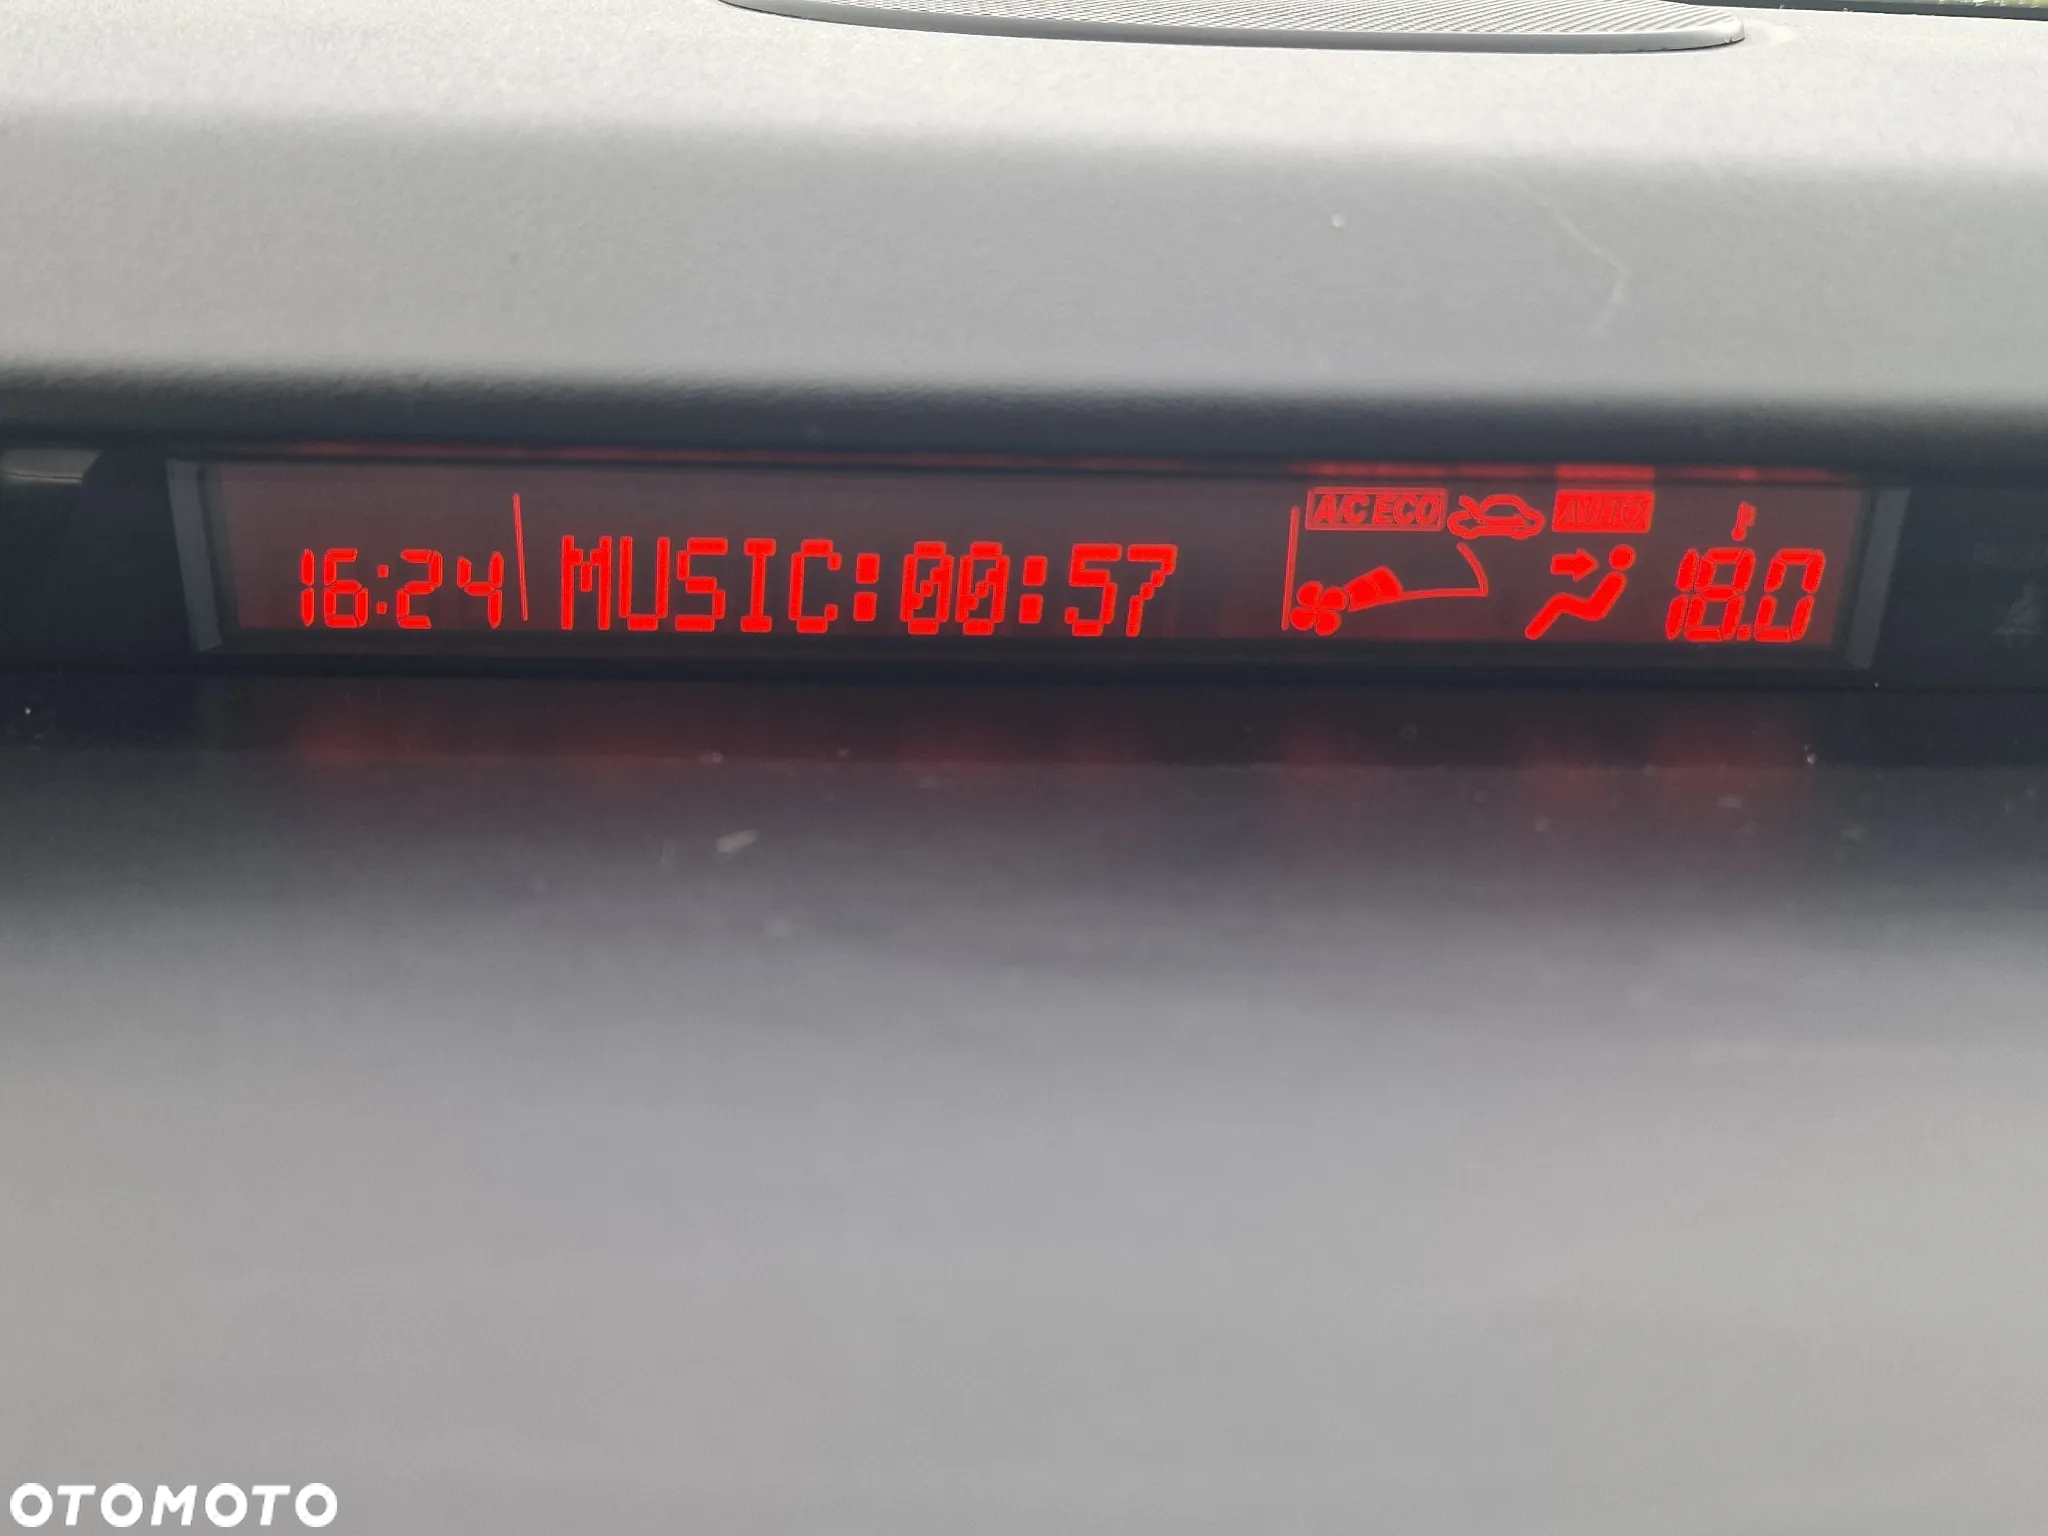 A/C ECO AUTO
16:24 MUSIC:00:57 18.0
OTOMOTO